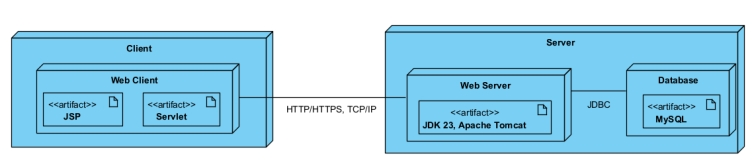 Client
Web Client
<<artifact>>
JSP
<<artifact>>
Servlet
HTTP/HTTPS, TCP/IP
Server
Web Server
<<artifact>>
JDK 23, Apache Tomcat
JDBC
Database
<<artifact>>
MySQL